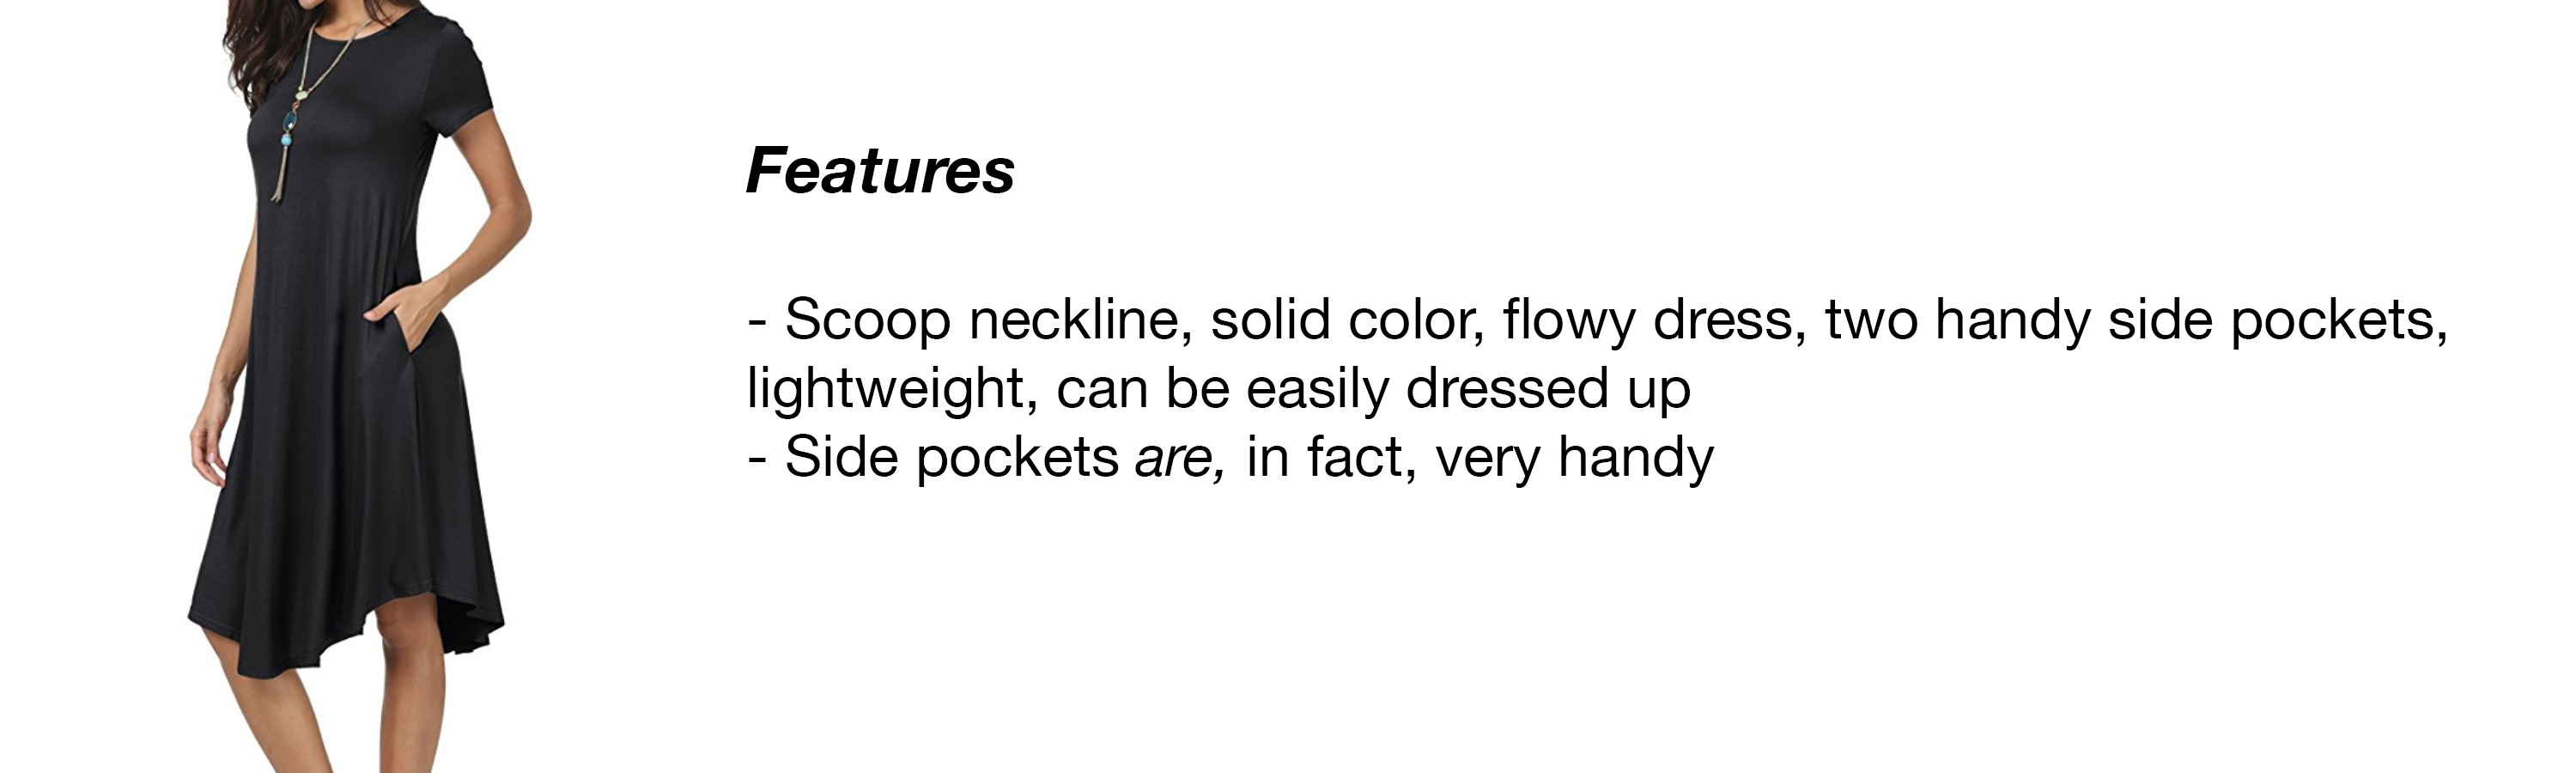 Features
- Scoop neckline, solid color, flowy dress, two handy side pockets,
lightweight, can be easily dressed up
- Side pockets are, in fact, very handy